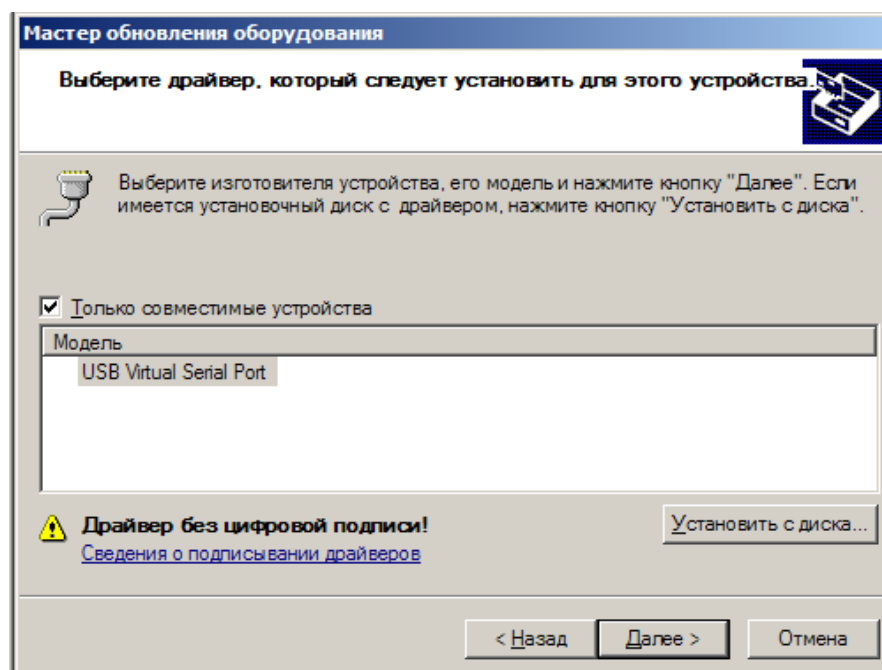 Мастер обновления оборудования
Выберите драйвер, который следует установить для этого устройства.
Выберите изготовителя устройства, его модель и нажмите кнопку "Далее". Если
имеется установочный диск с драйвером, нажмите кнопку "Установить с диска".
Только совместимые устройства
Модель
USB Virtual Serial Port
Драйвер без цифровой подписи!
Установить с диска...
Сведения о подписывании драйверов
< Назад
Далее >
Отмена